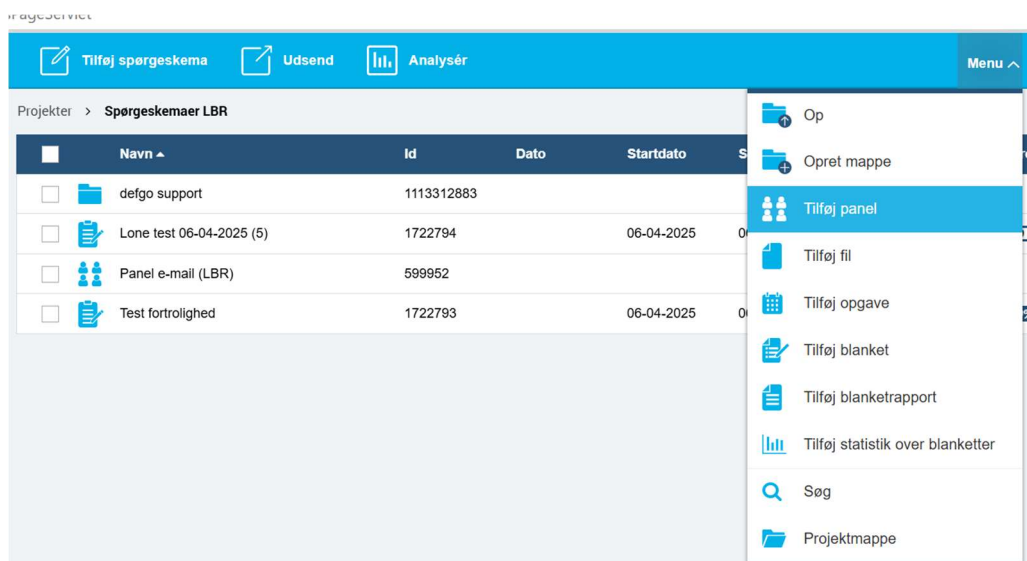 Tilføj spørgeskema Udsend Analysér Menu
Projekter > Spørgeskemaer LBR
Navn Id Dato Startdato S
defgo support 1113312883
Lone test 06-04-2025 (5) 1722794 06-04-2025 0
Panel e-mail (LBR) 599952
Test fortrolighed 1722793 06-04-2025 0
Op
Opret mappe
Tilføj panel
Tilføj fil
Tilføj opgave
Tilføj blanket
Tilføj blanketrapport
Tilføj statistik over blanketter
Søg
Projektmappe